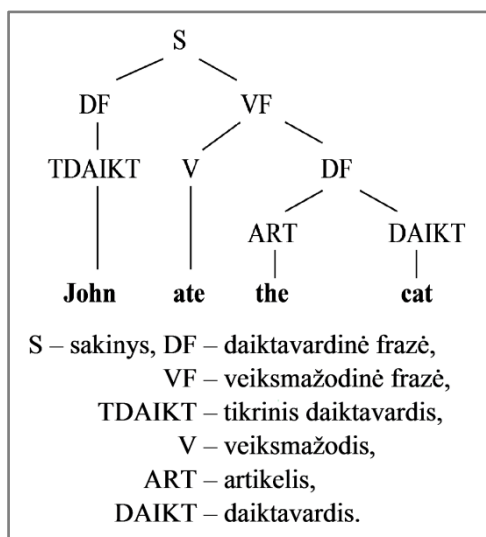 S
DF VF
TDAIKT V DF
ART DAIKT
John ate the cat
S – sakinys, DF – daiktavardinė frazė,
VF – veiksmažodinė frazė,
TDAIKT – tikrinis daiktavardis,
V – veiksmažodis,
ART – artikelis,
DAIKT – daiktavardis.